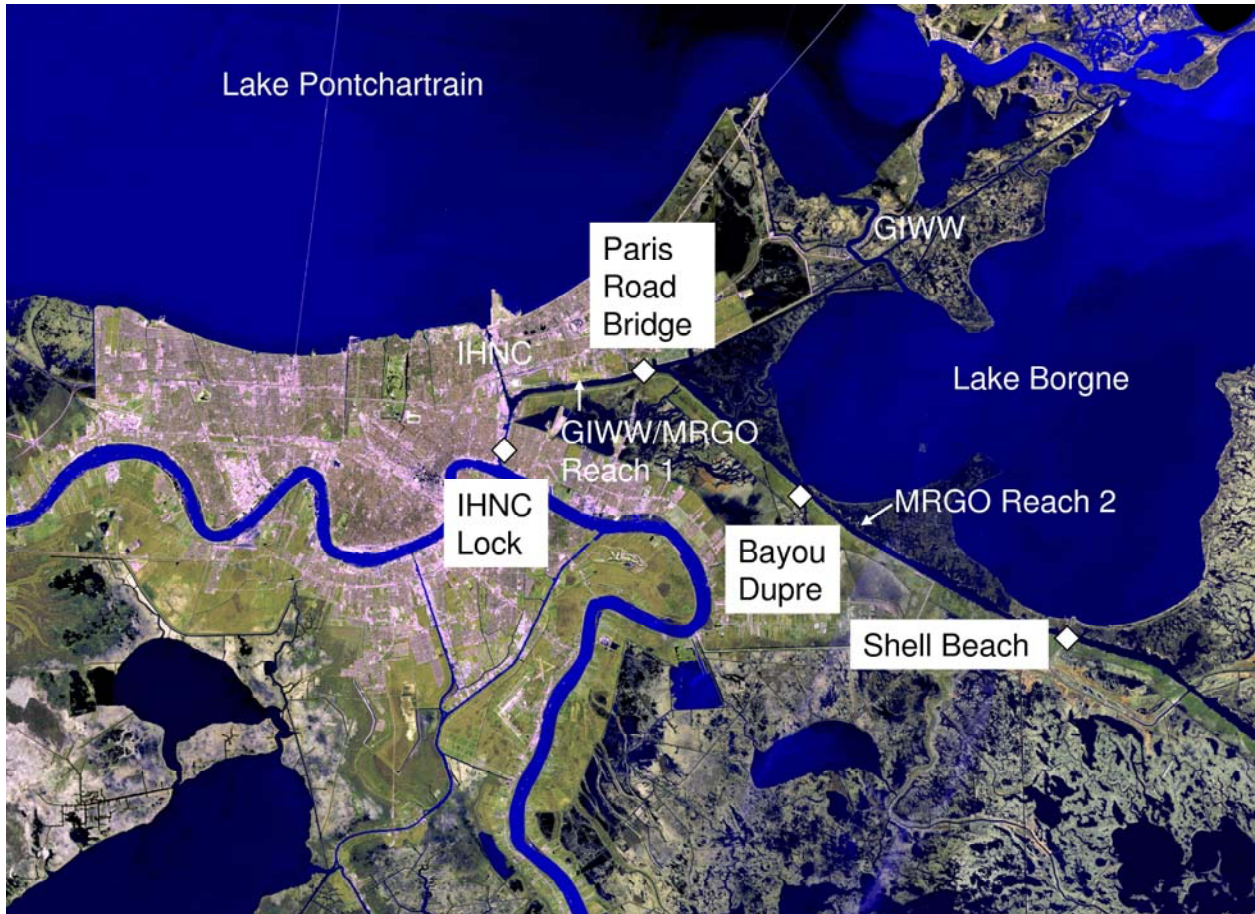 Lake Pontchartrain
GIWW
Paris
Road
Bridge
IHNC
Lake Borgne
GIWW/MRGO
Reach 1
IHNC
Lock
MRGO Reach 2
Bayou
Dupre
Shell Beach